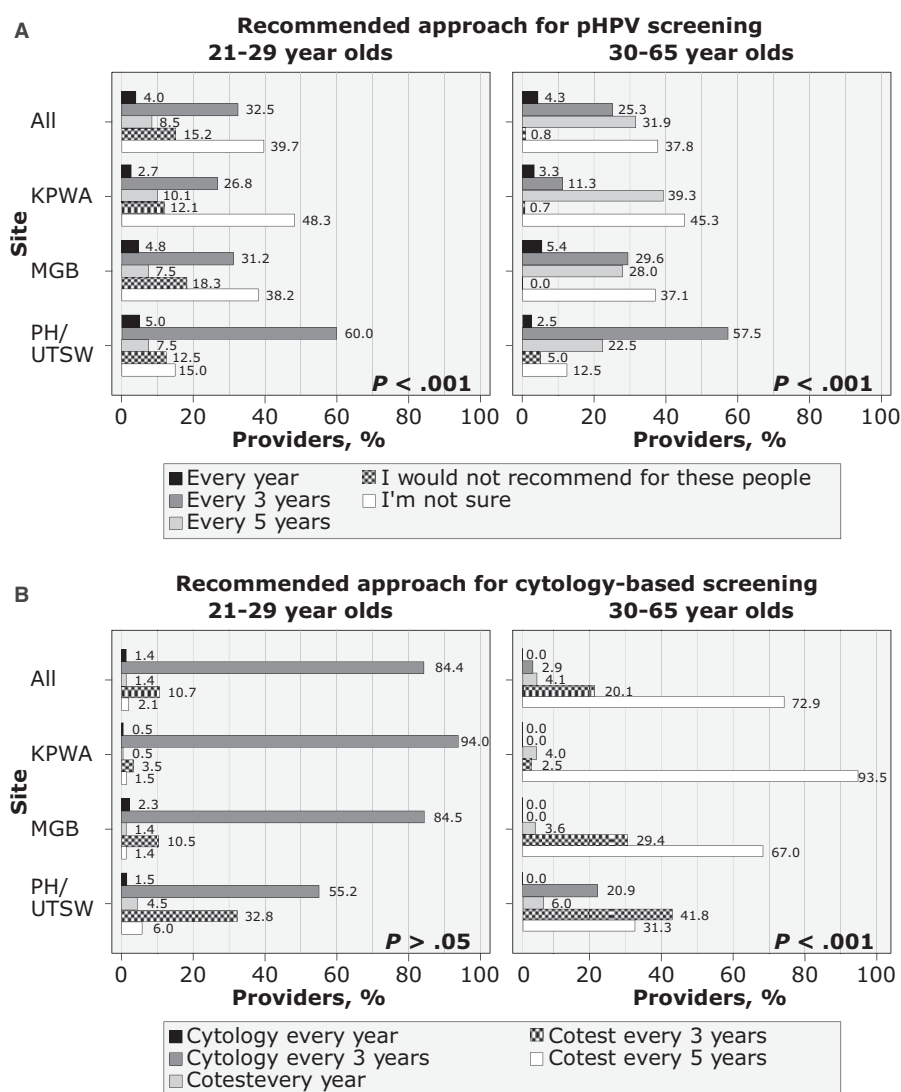 A
Recommended approach for pHPV screening
21-29 year olds
30-65 year olds
Site
All
4.0
32.5
8.5
15.2
39.7
4.3
25.3
31.9
0.8
37.8
KPWA
2.7
26.8
10.1
12.1
48.3
3.3
11.3
39.3
0.7
45.3
MGB
4.8
31.2
7.5
18.3
38.2
5.4
29.6
28.0
0.0
37.1
PH/
UTSW
5.0
60.0
7.5
12.5
15.0
2.5
57.5
22.5
5.0
12.5
P < .001
P < .001
0 20 40 60 80 100
0 20 40 60 80 100
Providers, %
Providers, %
Every year
Every 3 years
Every 5 years
I would not recommend for these people
I'm not sure
B
Recommended approach for cytology-based screening
21-29 year olds
30-65 year olds
Site
All
1.4
84.4
1.4
10.7
2.1
0.0
2.9
4.1
20.1
72.9
KPWA
0.5
94.0
0.5
3.5
1.5
0.0
0.0
4.0
2.5
93.5
MGB
2.3
84.5
1.4
10.5
1.4
0.0
0.0
3.6
29.4
67.0
PH/
UTSW
1.5
55.2
4.5
32.8
6.0
0.0
20.9
6.0
41.8
31.3
P > .05
P < .001
0 20 40 60 80 100
0 20 40 60 80 100
Providers, %
Providers, %
Cytology every year
Cytology every 3 years
Cotestevery year
Cotest every 3 years
Cotest every 5 years